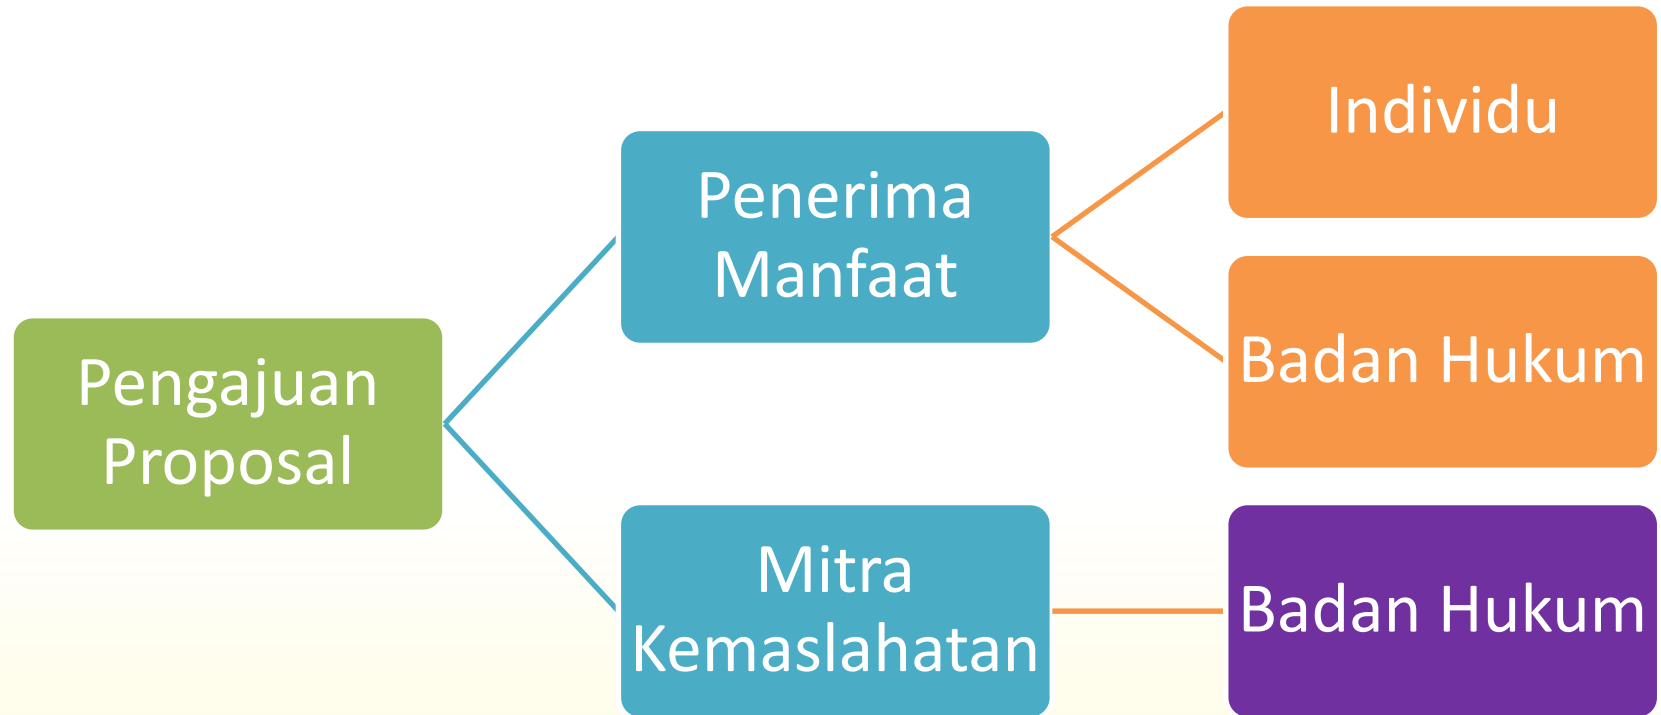 Pengajuan
Proposal
Penerima
Manfaat
Individu
Badan Hukum
Mitra
Kemaslahatan
Badan Hukum